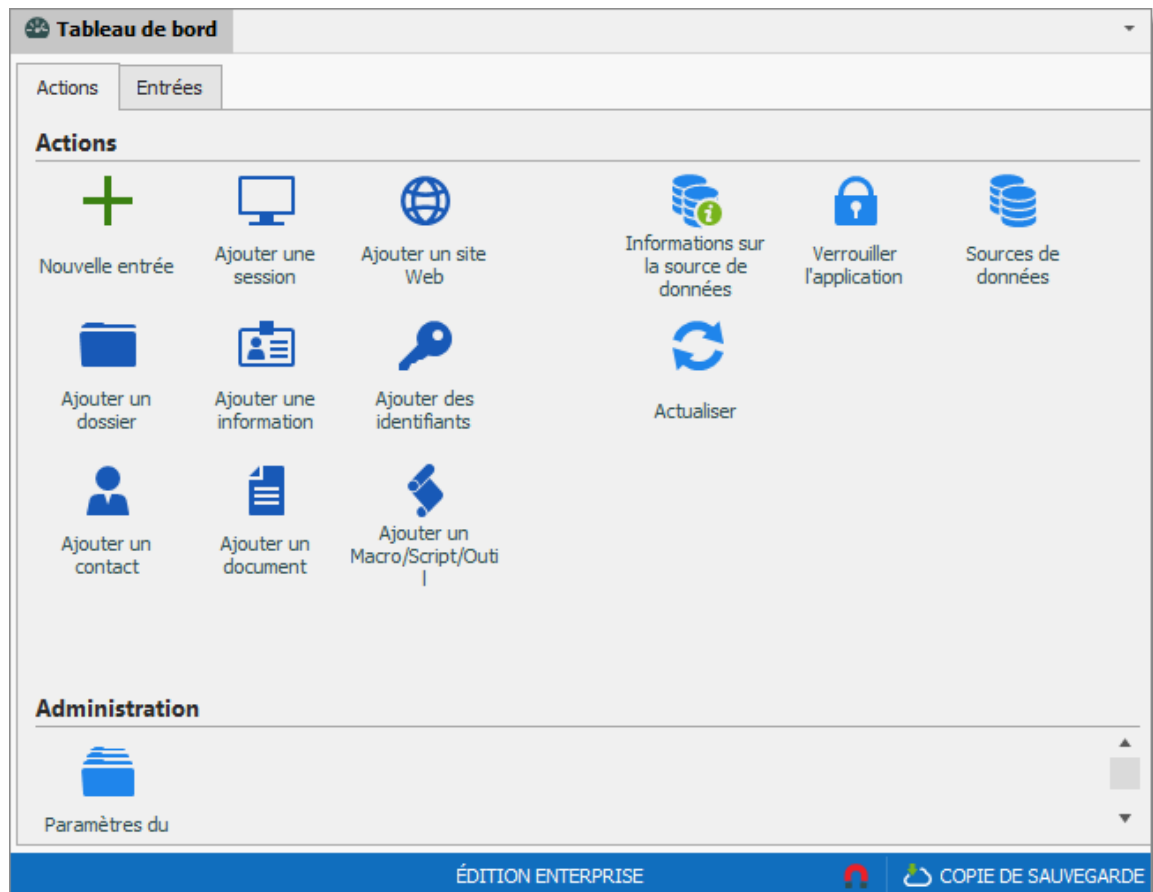 Tableau de bord
Actions
Entrées
Actions
Nouvelle entrée
Ajouter une
session
Ajouter un site
Web
Informations sur
la source de
données
Verrouiller
l'application
Sources de
données
Ajouter un
dossier
Ajouter une
information
Ajouter des
identifiants
Actualiser
Ajouter un
contact
Ajouter un
document
Ajouter un
Macro/Script/Outi
l
Administration
Paramètres du
ÉDITION ENTERPRISE
COPIE DE SAUVEGARDE